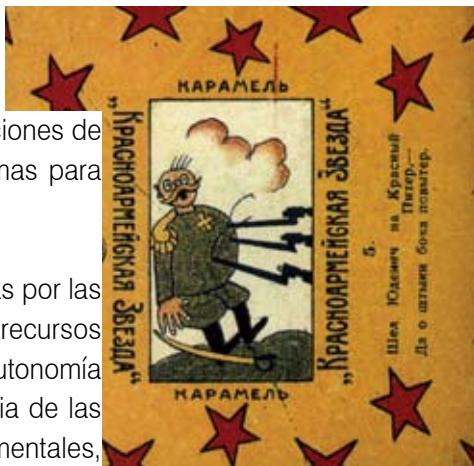 ciones de
mas para
s por las
recursos
utonomía
ia de las
mentales,
КАРАМЕЛЬ
„КРАСНОАРМЕЙСКАЯ ЗВЕЗДА"
„КРАСНОАРМЕЙСКАЯ ЗВЕЗДА"
КАРАМЕЛЬ
5.
Шел Юденич на Красный
Питер,—
Да о штыки бока повытер.